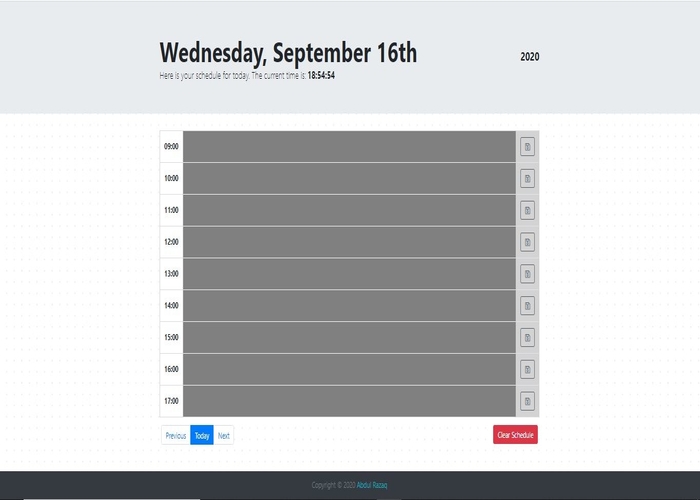 Wednesday, September 16th
2020
Here is your schedule for today. The current time is: 18:54:54
09:00
10:00
11:00
12:00
13:00
14:00
15:00
16:00
17:00
Previous Today Next
Clear Schedule
Copyright © 2020 Abdul Razaq